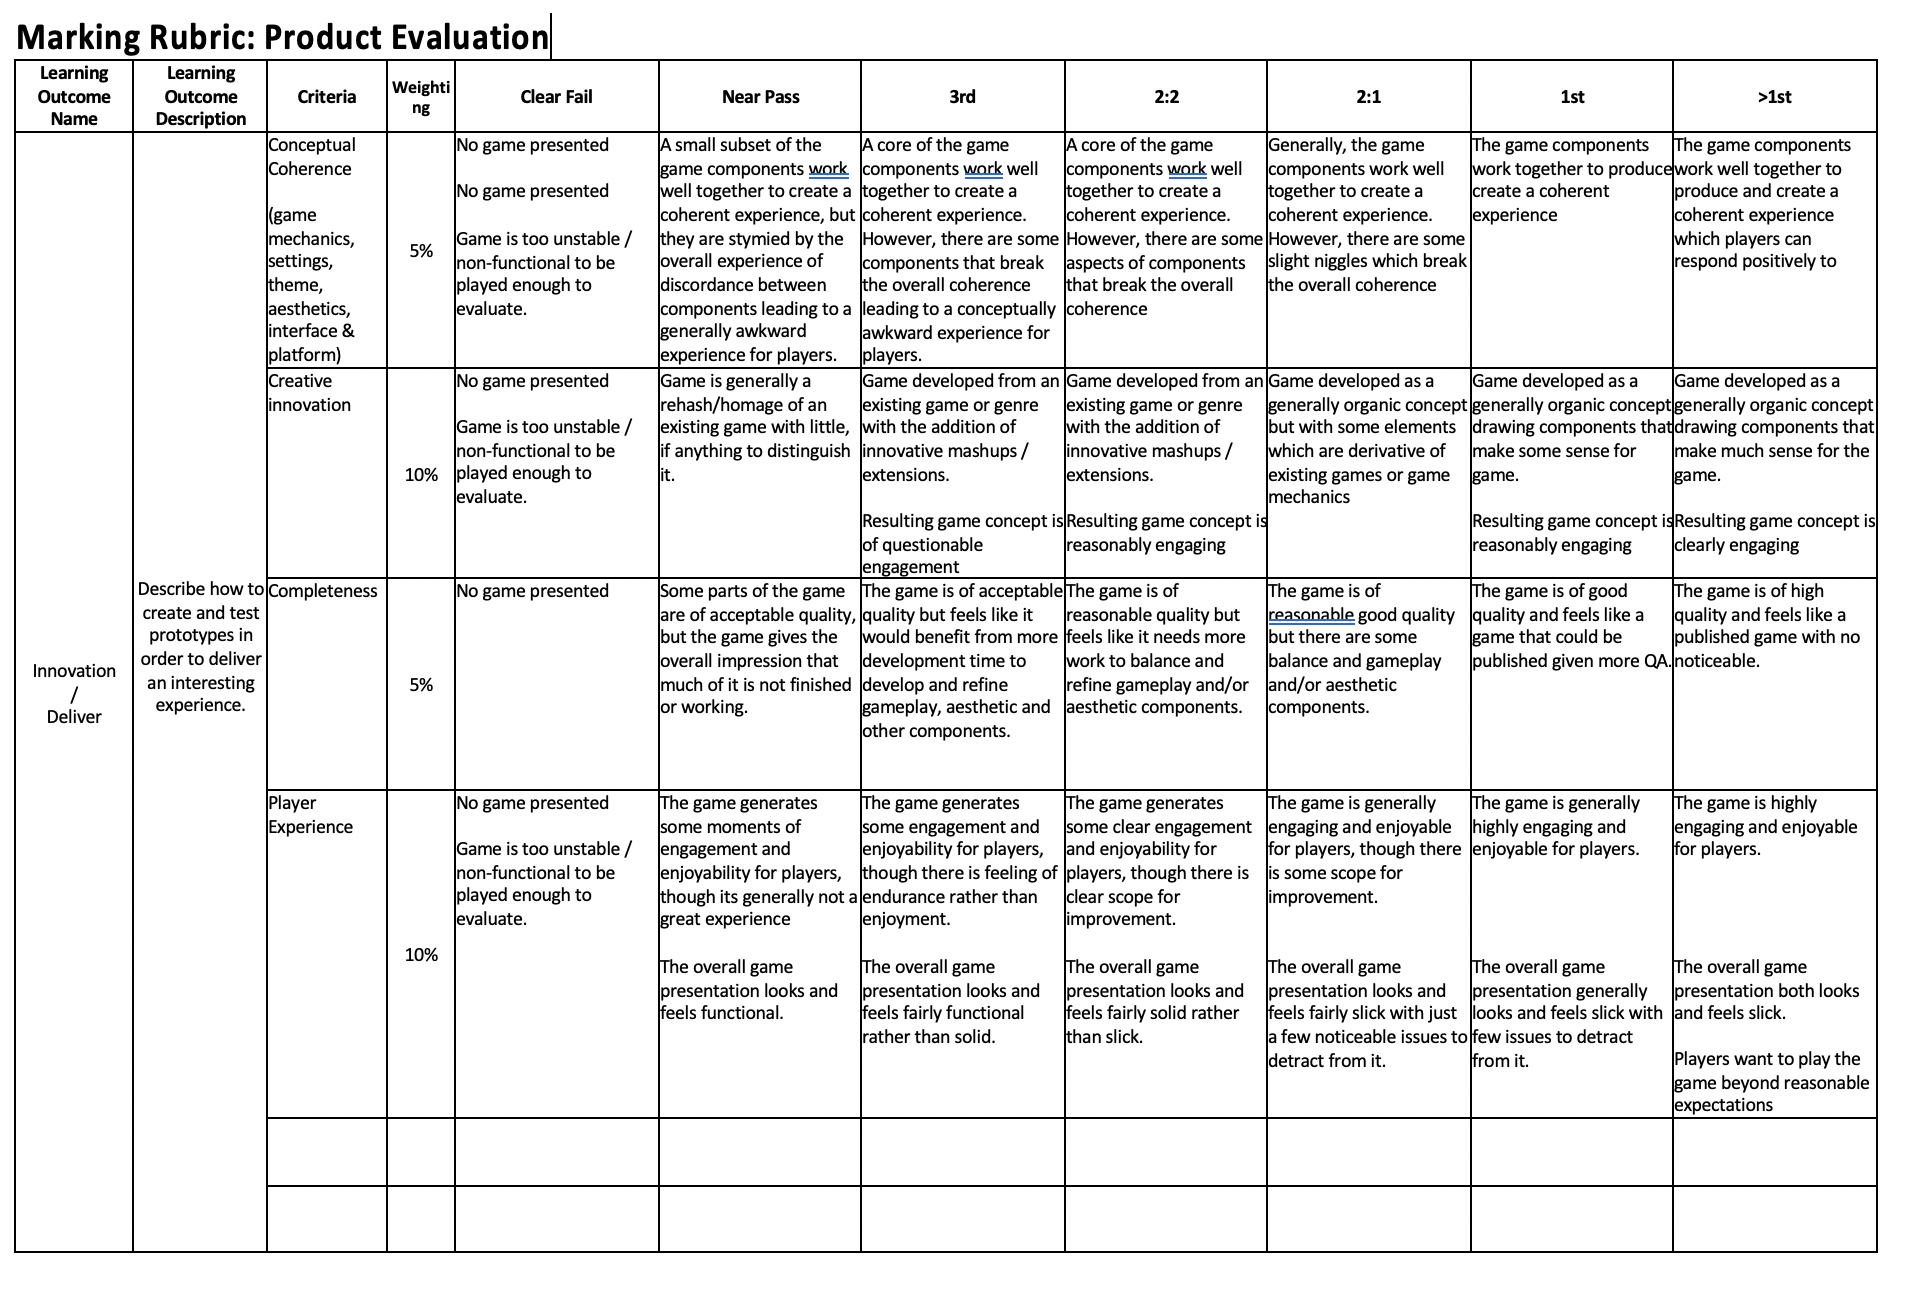 Marking Rubric: Product Evaluation
Learning
Outcome
Name
Learning
Outcome
Description
Criteria
Weighti
ng
Clear Fail
Near Pass
3rd
2:2
2:1
1st
>1st
Innovation
/
Deliver
Describe how to
create and test
prototypes in
order to deliver
an interesting
experience.
Conceptual
Coherence
(game
mechanics,
settings,
theme,
aesthetics,
interface &
platform)
5%
No game presented
No game presented
Game is too unstable /
non-functional to be
played enough to
evaluate.
A small subset of the
game components work
well together to create a
coherent experience, but
they are stymied by the
overall experience of
discordance between
components leading to a
generally awkward
experience for players.
A core of the game
components work well
together to create a
coherent experience.
However, there are some
components that break
the overall coherence
leading to a conceptually
awkward experience for
players.
A core of the game
components work well
together to create a
coherent experience.
However, there are some
aspects of components
that break the overall
coherence
Generally, the game
components work well
together to create a
coherent experience.
However, there are some
slight niggles which break
the overall coherence
The game components
work together to produce
create a coherent
experience
The game components
work well together to
produce and create a
coherent experience
which players can
respond positively to
Creative
innovation
10%
No game presented
Game is too unstable /
non-functional to be
played enough to
evaluate.
Game is generally a
rehash/homage of an
existing game with little,
if anything to distinguish
it.
Game developed from an
existing game or genre
with the addition of
innovative mashups /
extensions.
Resulting game concept is
of questionable
engagement
Game developed from an
existing game or genre
with the addition of
innovative mashups /
extensions.
Resulting game concept is
reasonably engaging
Game developed as a
generally organic concept
but with some elements
which are derivative of
existing games or game
mechanics
Game developed as a
generally organic concept
drawing components that
make some sense for
game.
Resulting game concept is
reasonably engaging
Game developed as a
generally organic concept
drawing components that
make much sense for the
game.
Resulting game concept is
clearly engaging
Completeness
5%
No game presented
Some parts of the game
are of acceptable quality,
but the game gives the
overall impression that
much of it is not finished
or working.
The game is of acceptable
quality but feels like it
would benefit from more
development time to
develop and refine
gameplay, aesthetic and
other components.
The game is of
reasonable quality but
feels like it needs more
work to balance and
refine gameplay and/or
aesthetic components.
The game is of
reasonable good quality
but there are some
balance and gameplay
and/or aesthetic
components.
The game is of good
quality and feels like a
game that could be
published given more QA.
The game is of high
quality and feels like a
published game with no
noticeable.
Player
Experience
10%
No game presented
Game is too unstable /
non-functional to be
played enough to
evaluate.
The game generates
some moments of
engagement and
enjoyability for players,
though its generally not a
great experience
The overall game
presentation looks and
feels functional.
The game generates
some engagement and
enjoyability for players,
though there is feeling of
endurance rather than
enjoyment.
The overall game
presentation looks and
feels fairly functional
rather than solid.
The game generates
some clear engagement
and enjoyability for
players, though there is
clear scope for
improvement.
The overall game
presentation looks and
feels fairly solid rather
than slick.
The game is generally
engaging and enjoyable
for players, though there
is some scope for
improvement.
The overall game
presentation looks and
feels fairly slick with just
a few noticeable issues to
detract from it.
The game is generally
highly engaging and
enjoyable for players.
The overall game
presentation generally
looks and feels slick with
few issues to detract
from it.
The game is highly
engaging and enjoyable
for players.
The overall game
presentation both looks
and feels slick.
Players want to play the
game beyond reasonable
expectations